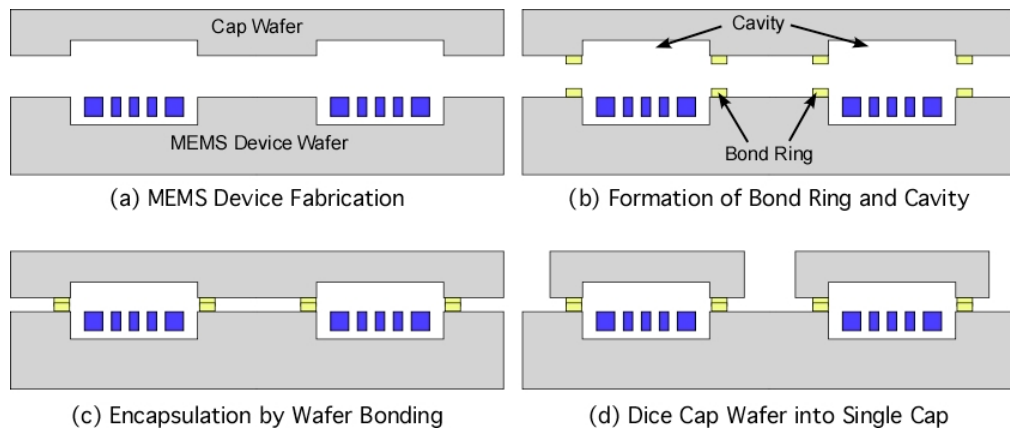 Cap Wafer
MEMS Device Wafer
(a) MEMS Device Fabrication
Cavity
Bond Ring
(b) Formation of Bond Ring and Cavity
(c) Encapsulation by Wafer Bonding
(d) Dice Cap Wafer into Single Cap